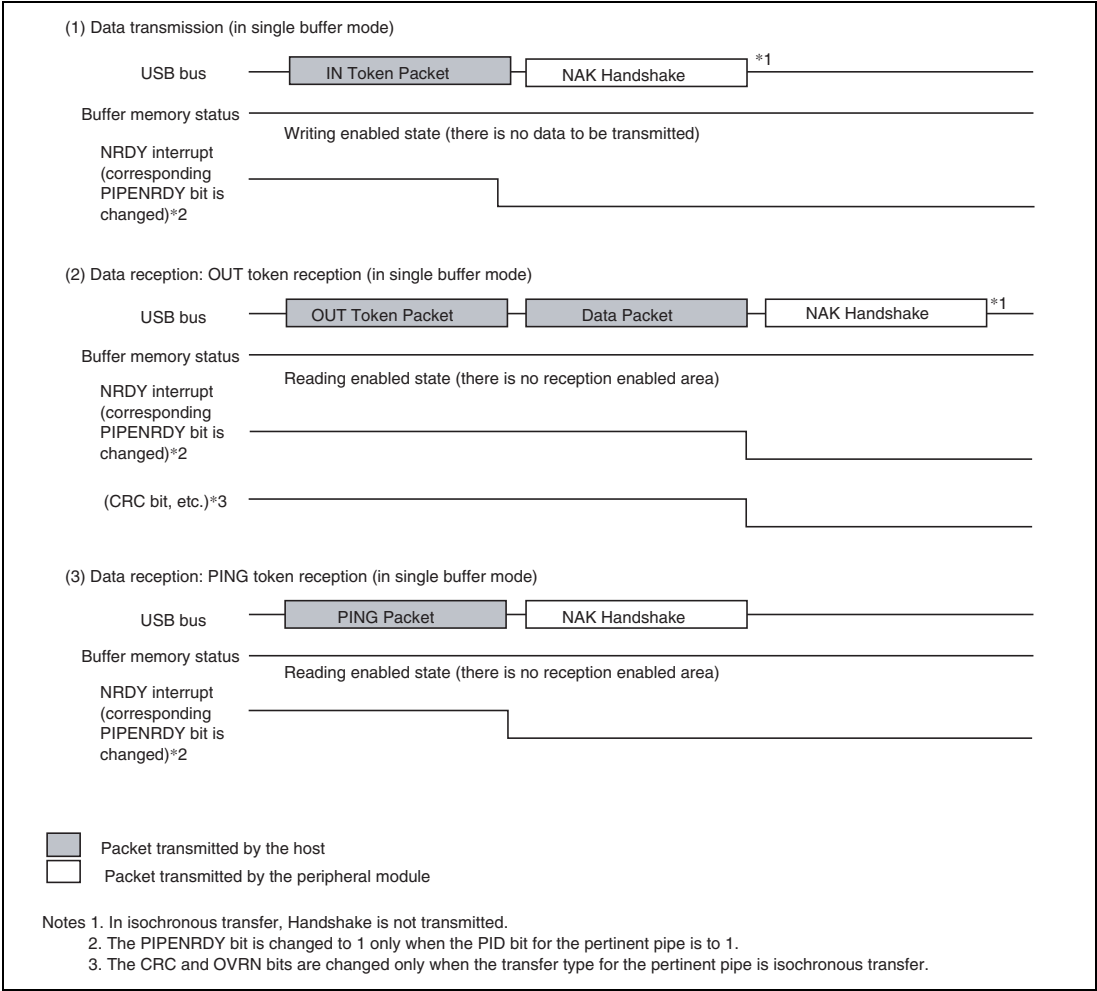 (1) Data transmission (in single buffer mode)
USB bus
IN Token Packet
NAK Handshake
*1
Buffer memory status
Writing enabled state (there is no data to be transmitted)
NRDY interrupt
(corresponding
PIPENRDY bit is
changed)*2
(2) Data reception: OUT token reception (in single buffer mode)
USB bus
OUT Token Packet
Data Packet
NAK Handshake
*1
Buffer memory status
Reading enabled state (there is no reception enabled area)
NRDY interrupt
(corresponding
PIPENRDY bit is
changed)*2
(CRC bit, etc.)*3
(3) Data reception: PING token reception (in single buffer mode)
USB bus
PING Packet
NAK Handshake
Buffer memory status
Reading enabled state (there is no reception enabled area)
NRDY interrupt
(corresponding
PIPENRDY bit is
changed)*2
Packet transmitted by the host
Packet transmitted by the peripheral module
Notes 1. In isochronous transfer, Handshake is not transmitted.
2. The PIPENRDY bit is changed to 1 only when the PID bit for the pertinent pipe is to 1.
3. The CRC and OVRN bits are changed only when the transfer type for the pertinent pipe is isochronous transfer.